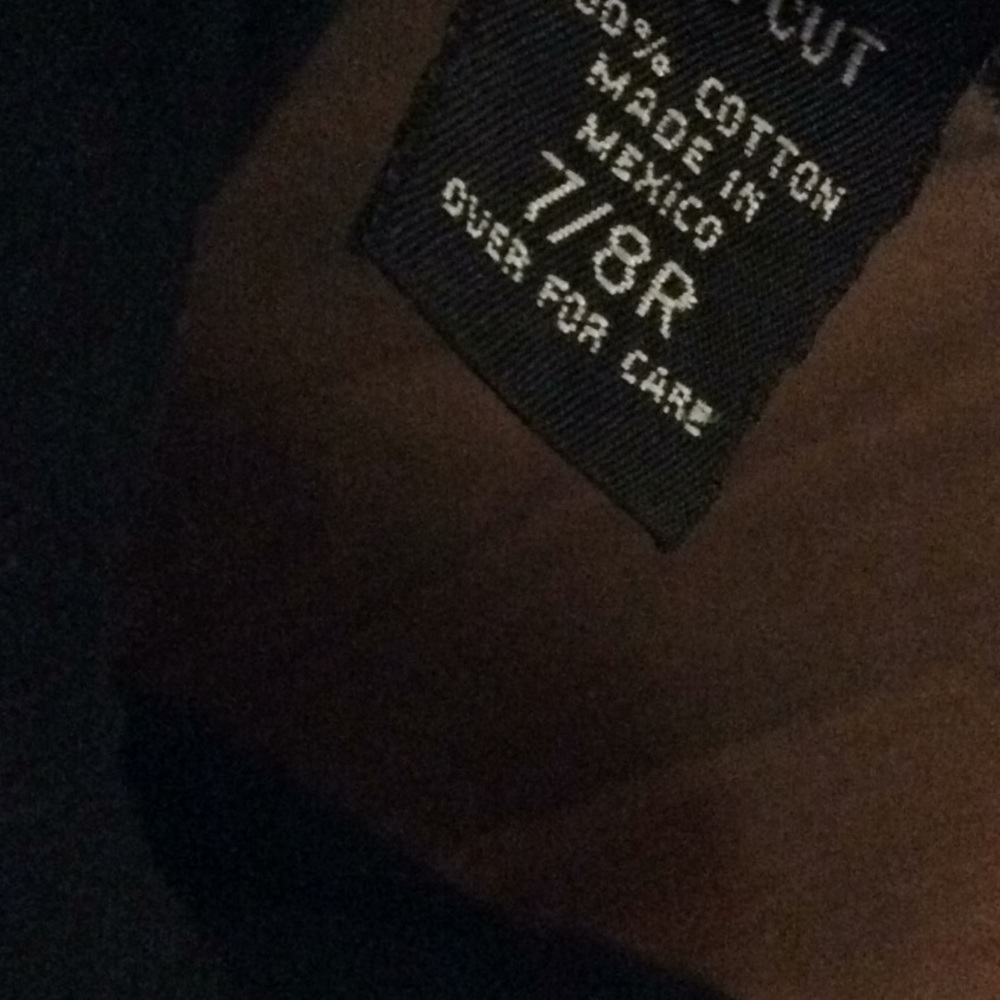 CUT
COTTON
MADE IN
MEXICO
7/8R
OVER FOR CARE